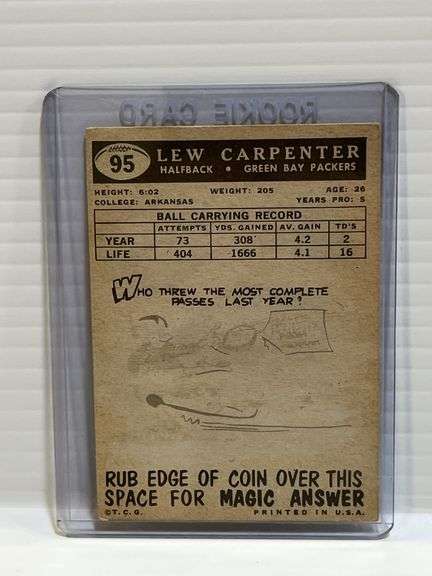 ROOKIE CARD
95 LEW CARPENTER
HALFBACK • GREEN BAY PACKERS
HEIGHT: 6:02 WEIGHT: 205 AGE: 26
COLLEGE: ARKANSAS YEARS PRO: 5
BALL CARRYING RECORD
ATTEMPTS YDS. GAINED AV. GAIN TD'S
YEAR 73 308 4.2 2
LIFE 404 1666 4.1 16
WHO THREW THE MOST COMPLETE
PASSES LAST YEAR?
RUB EDGE OF COIN OVER THIS
SPACE FOR MAGIC ANSWER
©T.C.G. PRINTED IN U.S.A.